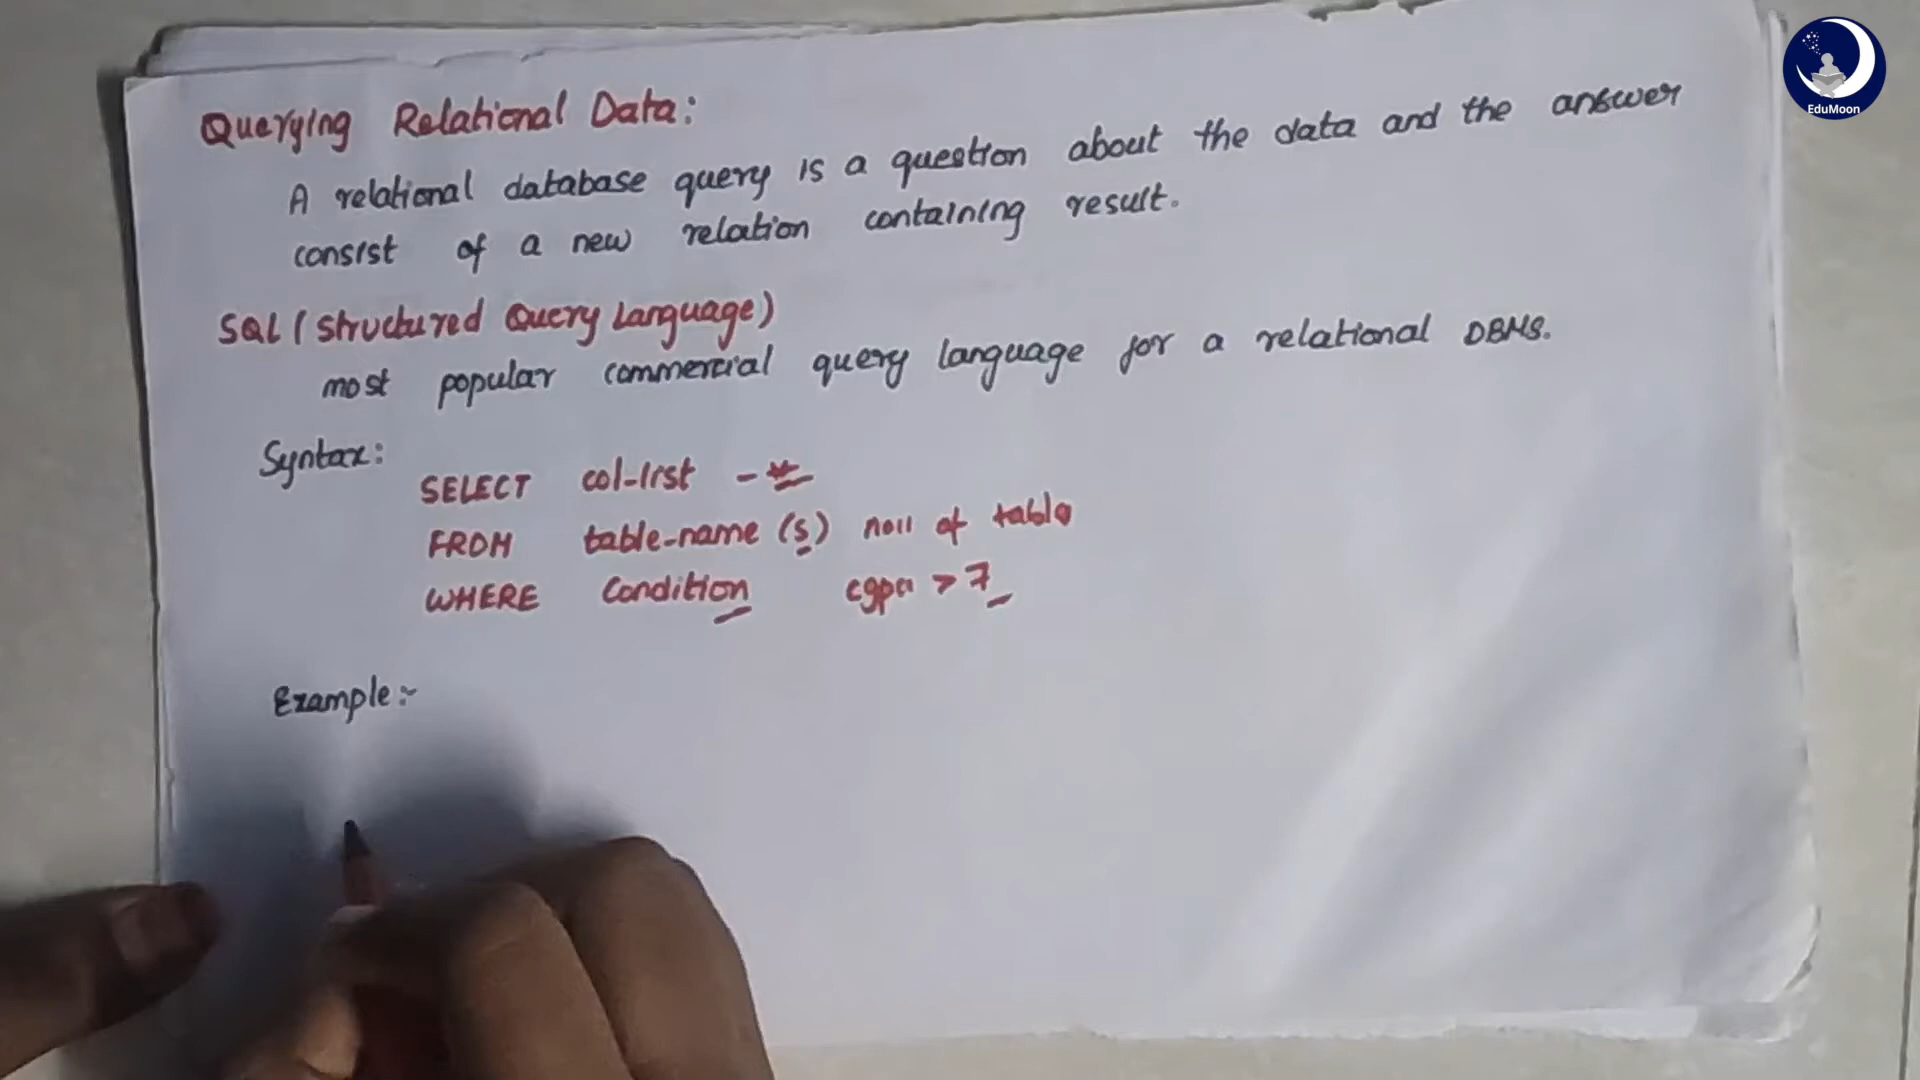 Querying Relational Data:
A relational database query is a question about the data and the answer
consist of a new relation containing result.
SQL (Structured Query Language)
most popular commercial query language for a relational DBMS.
Syntax:
SELECT col-list - *
FROM table-name (s) of table
WHERE Condition cgpa > 7
Example:-
EduMoon